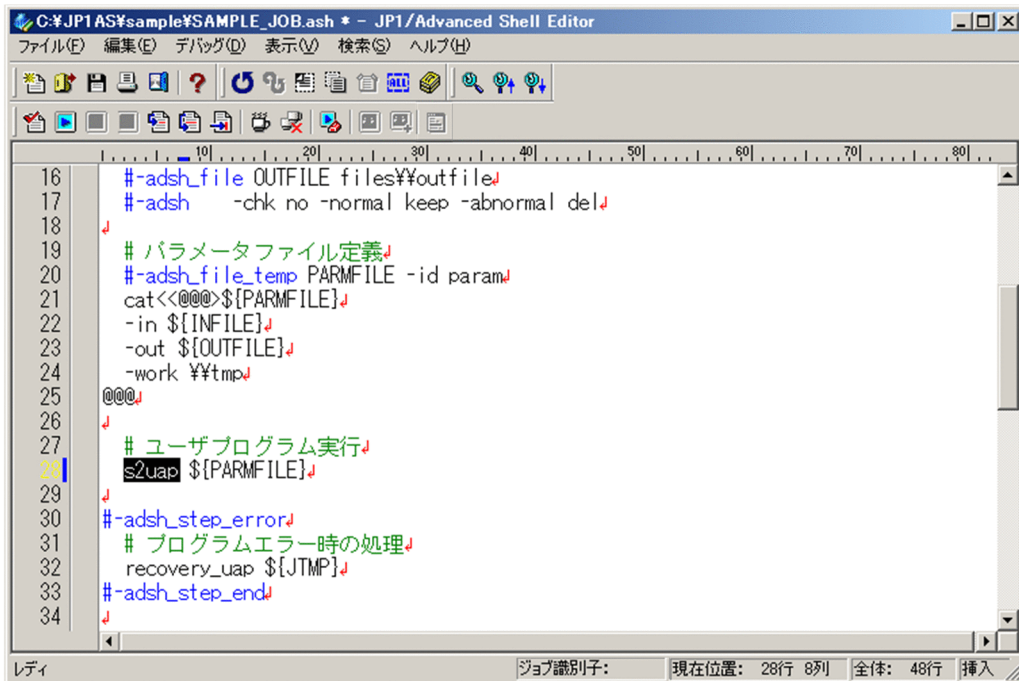 C:¥JP1AS¥sample¥SAMPLE_JOB.ash * - JP1/Advanced Shell Editor
ファイル(F) 編集(E) デバッグ(D) 表示(V) 検索(S) ヘルプ(H)
ALL
10 20 30 40 50 60 70 80
16 #-adsh_file OUTFILE files¥¥outfile
17 #-adsh -chk no -normal keep -abnormal del
18
19 # パラメータファイル定義
20 #-adsh_file_temp PARMFILE -id param
21 cat<<@@@>${PARMFILE}
22 -in ${INFILE}
23 -out ${OUTFILE}
24 -work ¥¥tmp
25 @@@
26
27 # ユーザプログラム実行
28 s2uap ${PARMFILE}
29
30 #-adsh_step_error
31 # プログラムエラー時の処理
32 recovery_uap ${JTMP}
33 #-adsh_step_end
34
レディ ジョブ識別子: 現在位置: 28行 8列 全体: 48行 挿入